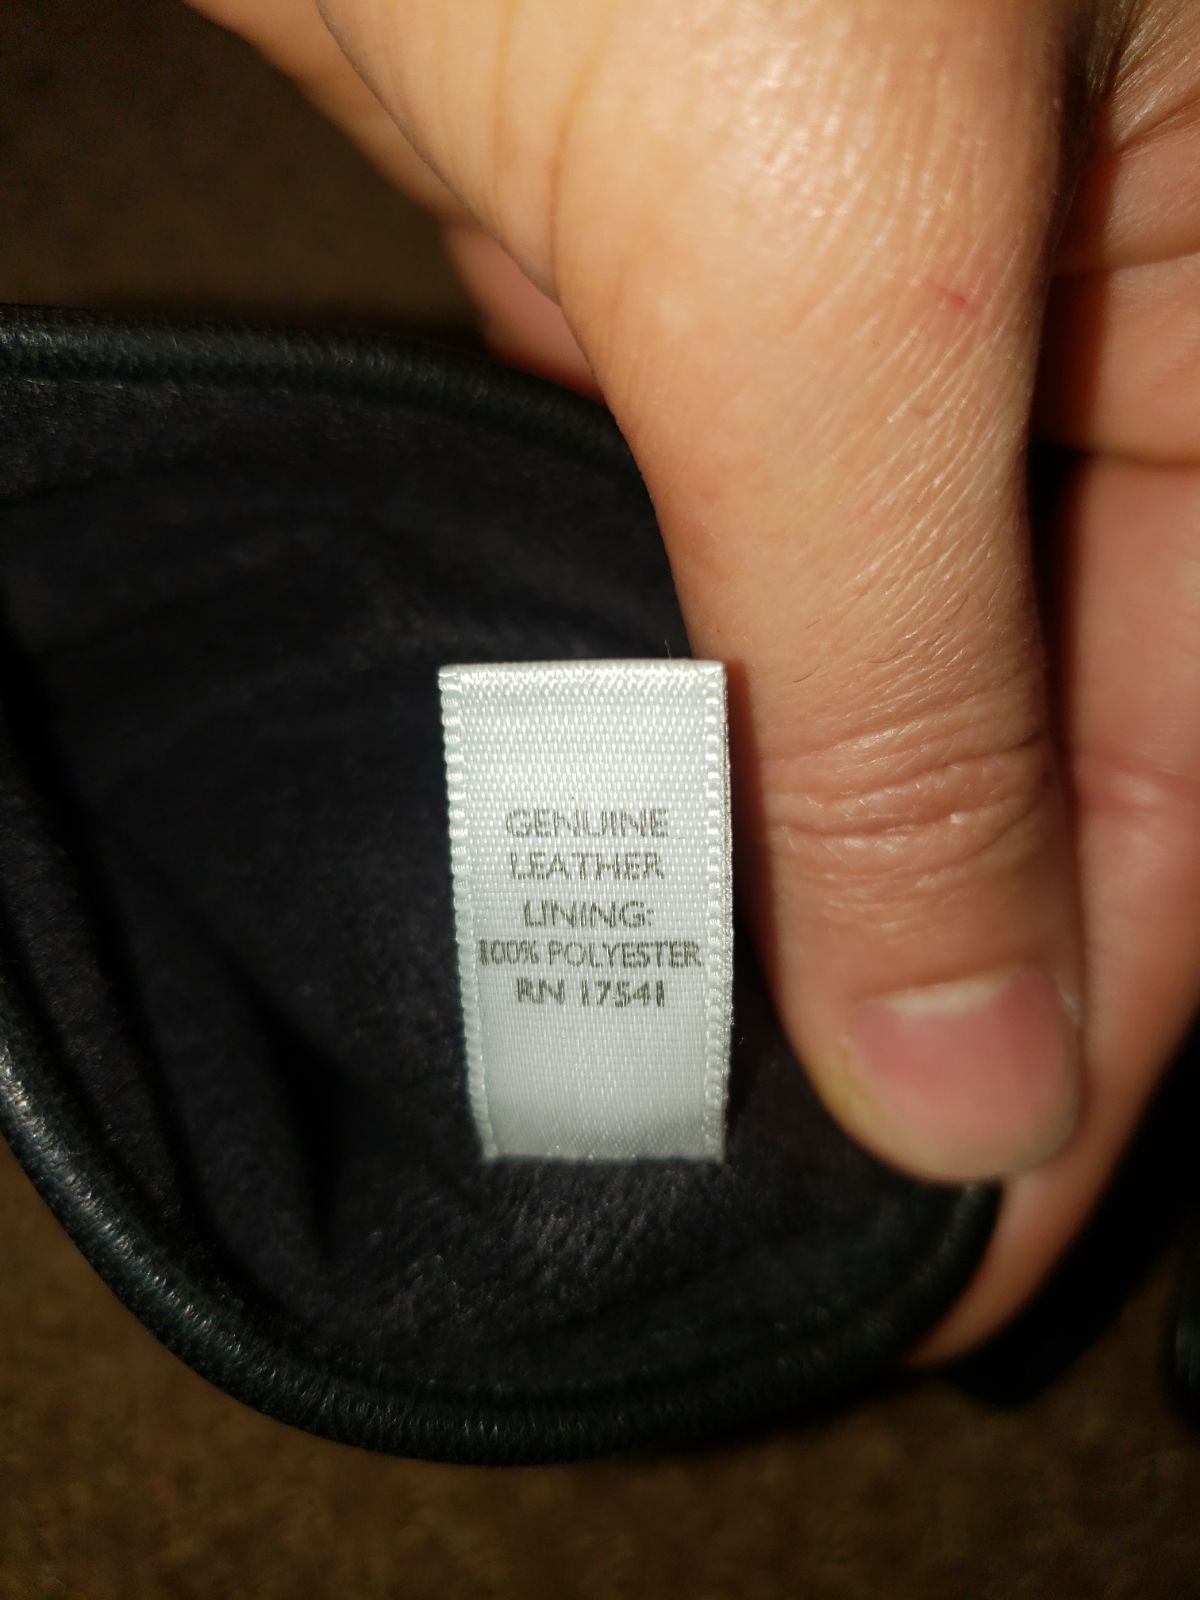 GENUINE
LEATHER
LINING:
100% POLYESTER
RN 17541